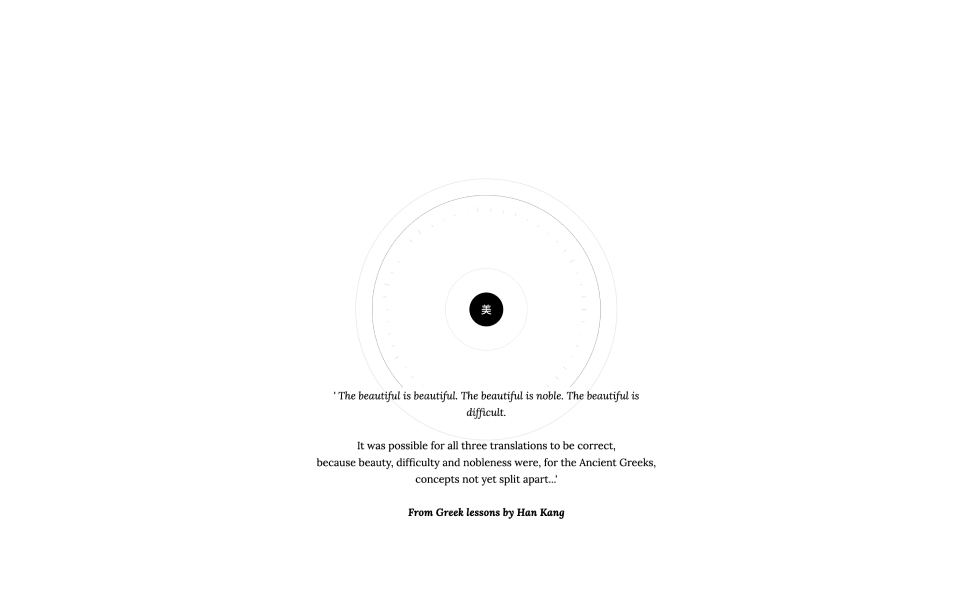 美
' The beautiful is beautiful. The beautiful is noble. The beautiful is
difficult.
It was possible for all three translations to be correct,
because beauty, difficulty and nobleness were, for the Ancient Greeks,
concepts not yet split apart...'
From Greek lessons by Han Kang